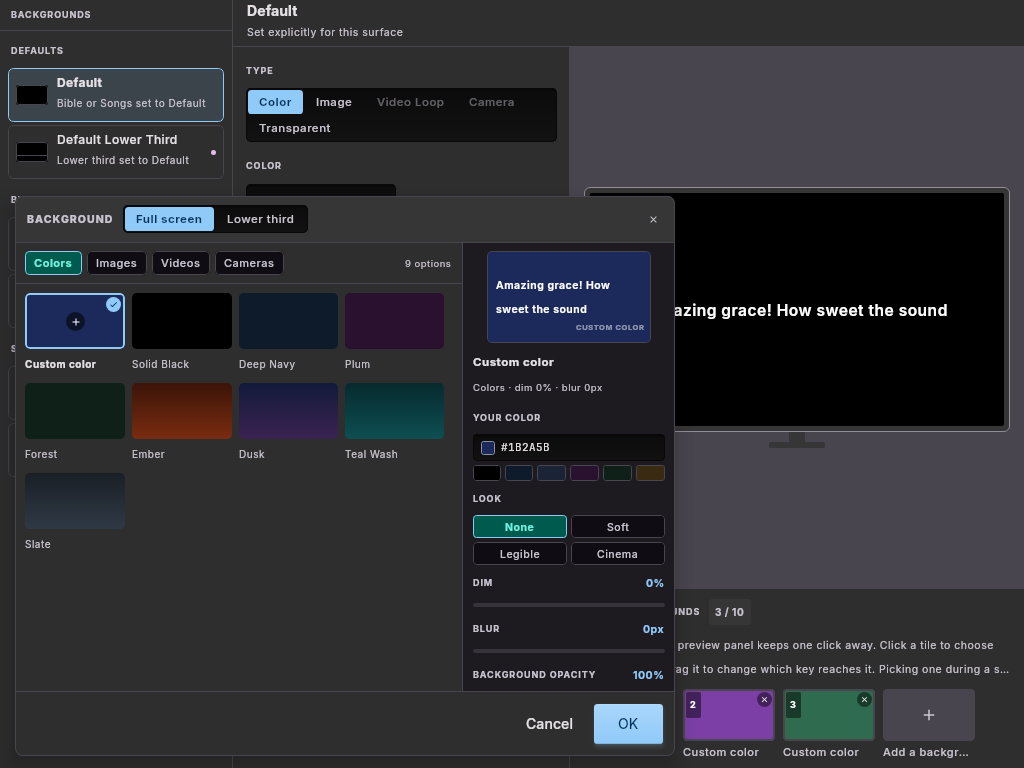 BACKGROUNDS
DEFAULTS
Default
Bible or Songs set to Default
Default Lower Third
Lower third set to Default
Default
Set explicitly for this surface
TYPE
Color
Image
Video Loop
Camera
Transparent
COLOR
BACKGROUND
Full screen
Lower third
×
Colors
Images
Videos
Cameras
9 options
Custom color
Solid Black
Deep Navy
Plum
Forest
Ember
Dusk
Teal Wash
Slate
Amazing grace! How
sweet the sound
CUSTOM COLOR
Custom color
Colors · dim 0% · blur 0px
YOUR COLOR
#1B2A5B
LOOK
None
Soft
Legible
Cinema
DIM
0%
BLUR
0px
BACKGROUND OPACITY
100%
Cancel
OK
azing grace! How sweet the sound
3 / 10
preview panel keeps one click away. Click a tile to choose
it to change which key reaches it. Picking one during a s...
2
Custom color
3
Custom color
Add a backgr...